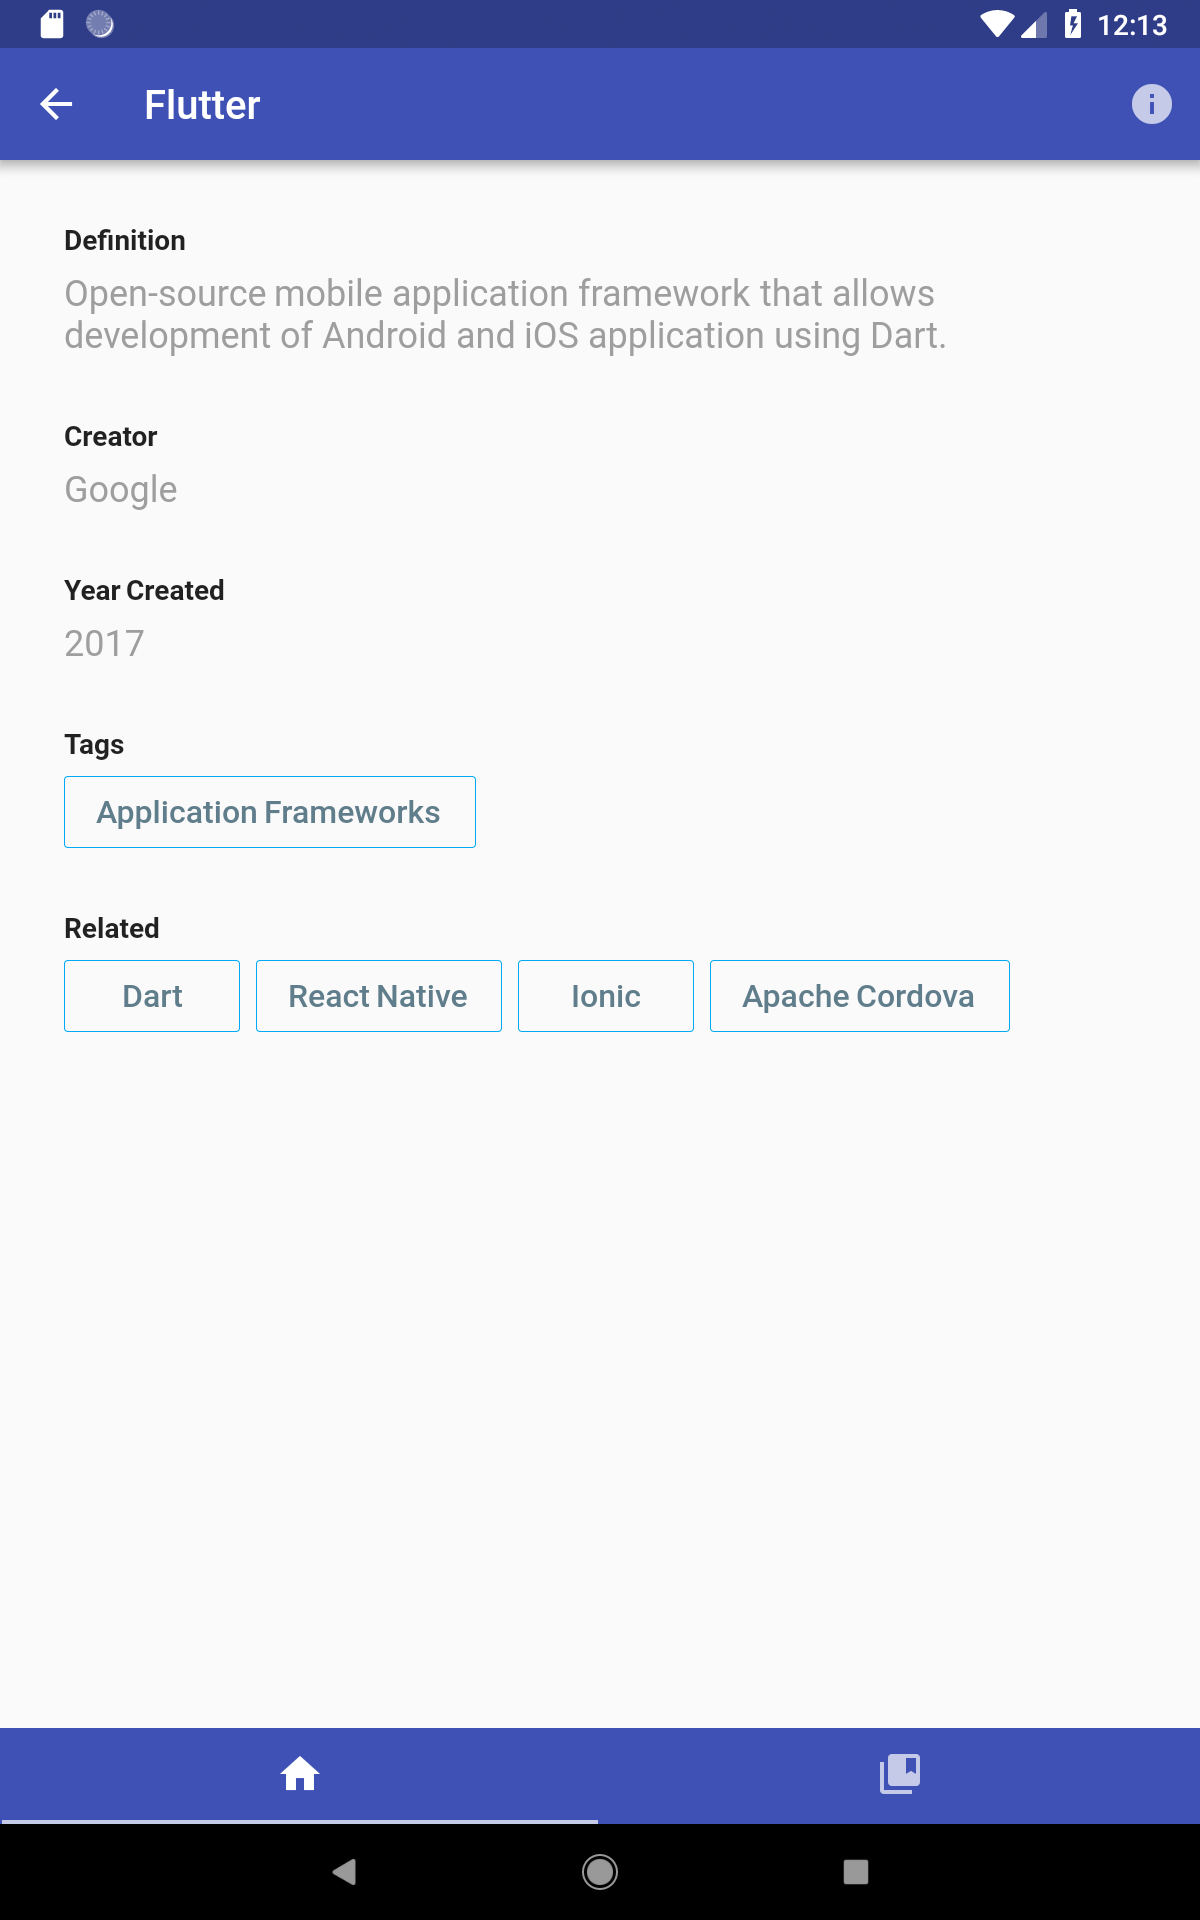 12:13
Flutter
Definition
Open-source mobile application framework that allows
development of Android and iOS application using Dart.
Creator
Google
Year Created
2017
Tags
Application Frameworks
Related
Dart React Native Ionic Apache Cordova